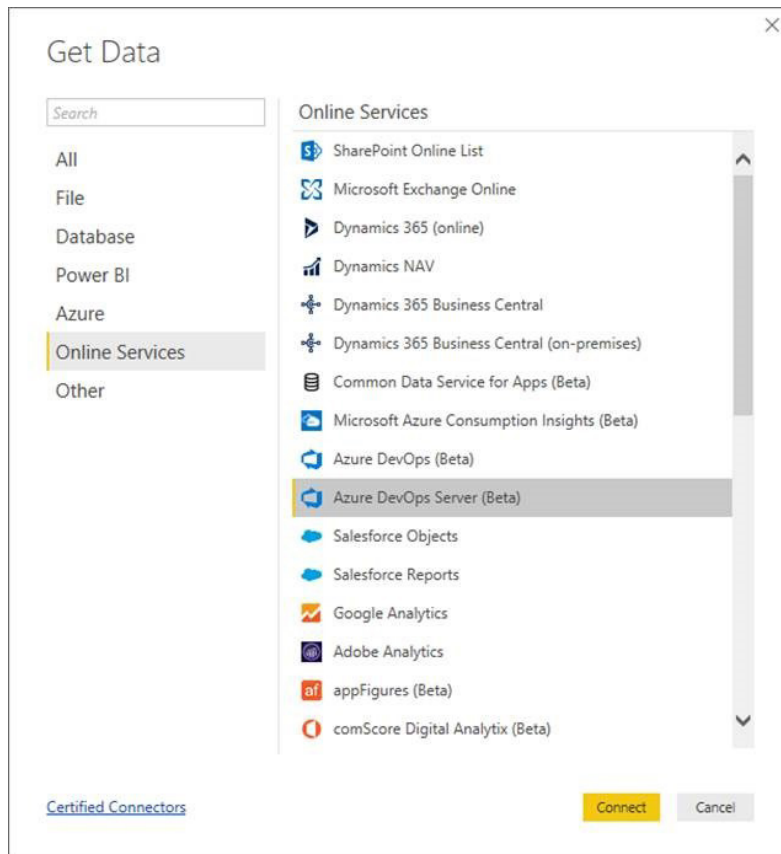 Get Data
Search
All
File
Database
Power BI
Azure
Online Services
Other
Online Services
SharePoint Online List
Microsoft Exchange Online
Dynamics 365 (online)
Dynamics NAV
Dynamics 365 Business Central
Dynamics 365 Business Central (on-premises)
Common Data Service for Apps (Beta)
Microsoft Azure Consumption Insights (Beta)
Azure DevOps (Beta)
Azure DevOps Server (Beta)
Salesforce Objects
Salesforce Reports
Google Analytics
Adobe Analytics
af appFigures (Beta)
comScore Digital Analytix (Beta)
Certified Connectors
Connect
Cancel